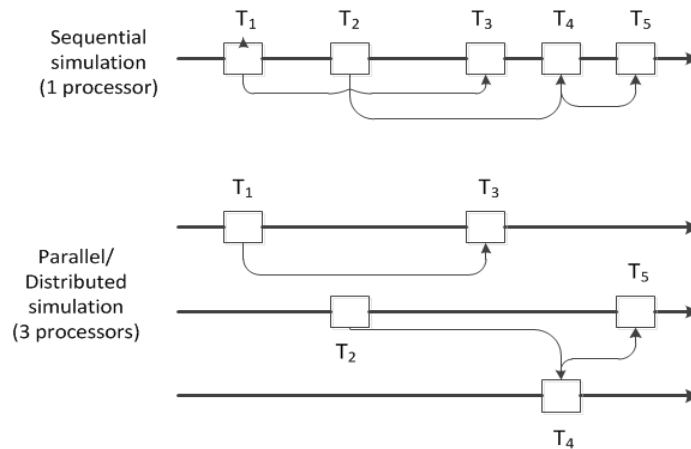 T1 T2 T3 T4 T5
Sequential
simulation
(1 processor)
T1 T3
Parallel/
Distributed
simulation
(3 processors)
T5
T2
T4